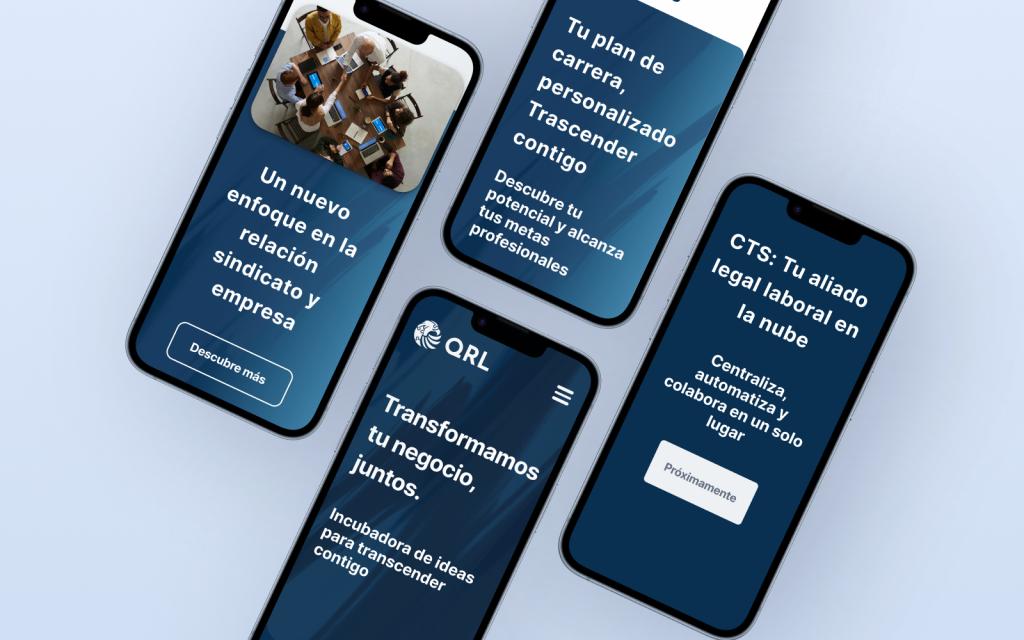 Un nuevo
enfoque en la
relación
sindicato y
empresa
Descubre más
Tu plan de
carrera,
personalizado
Trascender
contigo
Descubre tu
potencial y alcanza
tus metas
profesionales
QRL
Transformamos
tu negocio,
juntos.
Incubadora de ideas
para transcender
contigo
CTS: Tu aliado
legal laboral en
la nube
Centraliza,
automatiza y
colabora en un solo
lugar
Próximamente